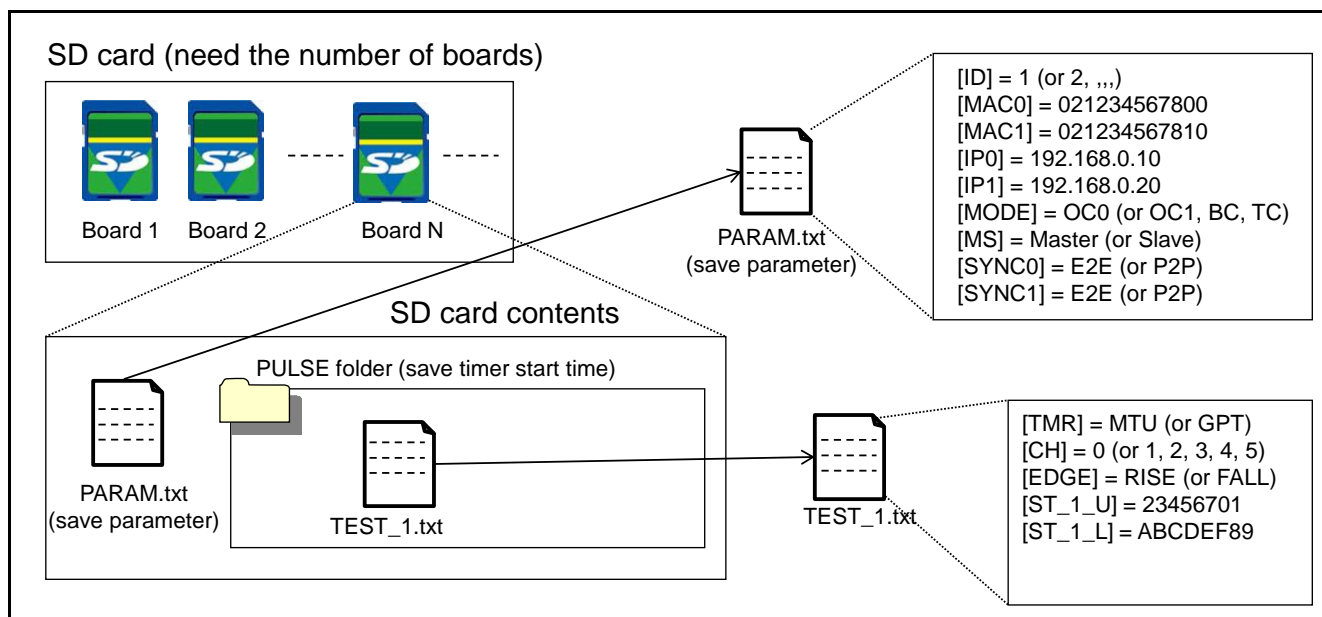 SD card (need the number of boards)
SD
SD
SD
Board 1
Board 2
Board N
PARAM.txt
(save parameter)
[ID] = 1 (or 2, ,,,)
[MAC0] = 021234567800
[MAC1] = 021234567810
[IP0] = 192.168.0.10
[IP1] = 192.168.0.20
[MODE] = OC0 (or OC1, BC, TC)
[MS] = Master (or Slave)
[SYNC0] = E2E (or P2P)
[SYNC1] = E2E (or P2P)
SD card contents
PULSE folder (save timer start time)
PARAM.txt
(save parameter)
TEST_1.txt
TEST_1.txt
[TMR] = MTU (or GPT)
[CH] = 0 (or 1, 2, 3, 4, 5)
[EDGE] = RISE (or FALL)
[ST_1_U] = 23456701
[ST_1_L] = ABCDEF89